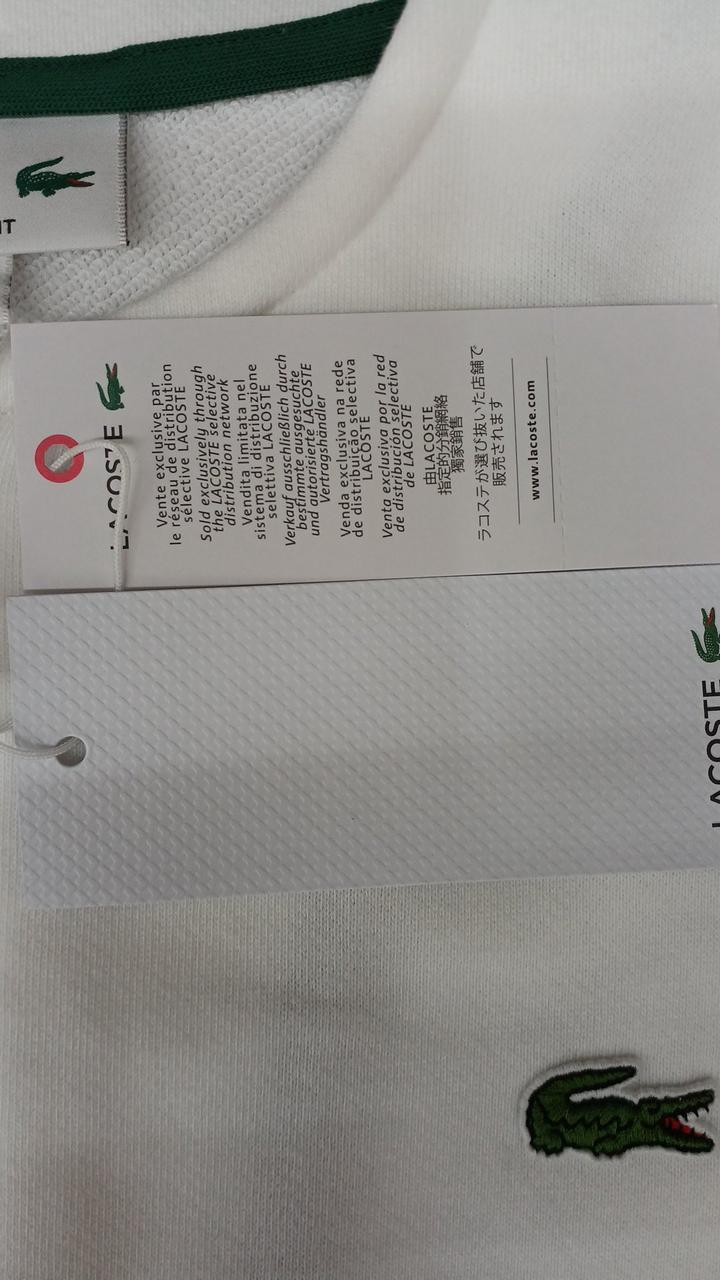 IT
LACOSTE
Vente exclusive par
le réseau de distribution
sélective LACOSTE
Sold exclusively through
the LACOSTE selective
distribution network
Vendita limitata nel
sistema di distribuzione
selettiva LACOSTE
Verkauf ausschließlich durch
bestimmte ausgesuchte
und autorisierte LACOSTE
Vertragshändler
Venda exclusiva na rede
de distribuição selectiva
LACOSTE
Venta exclusiva por la red
de distribución selectiva
de LACOSTE
由LACOSTE
指定的分銷網絡
獨家銷售
ラコステが選び抜いた店舗で
販売されます
www.lacoste.com
LACOSTE